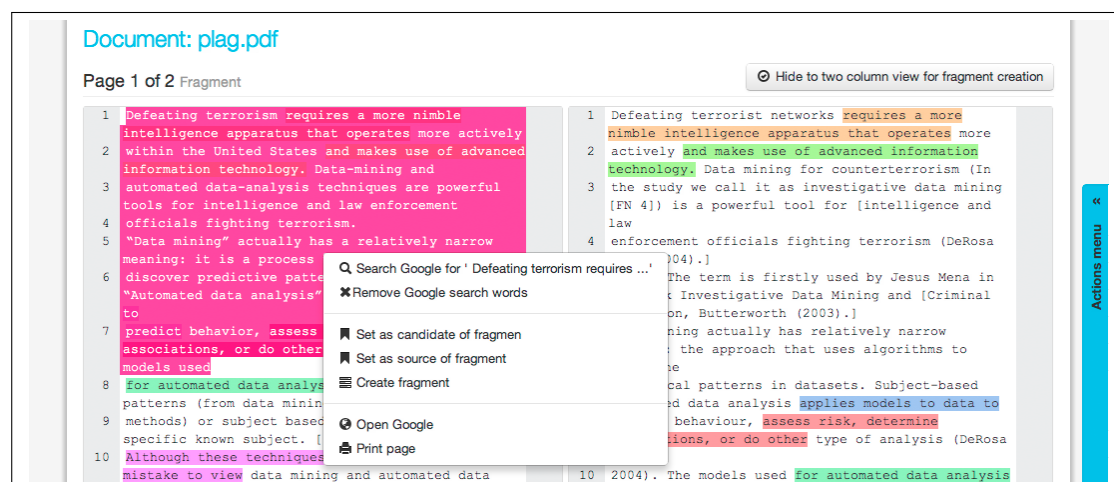 Document: plag.pdf
Page 1 of 2 Fragment
Hide to two column view for fragment creation
1 Defeating terrorism requires a more nimble
intelligence apparatus that operates more actively
2 within the United States and makes use of advanced
information technology. Data-mining and
3 automated data-analysis techniques are powerful
tools for intelligence and law enforcement
4 officials fighting terrorism.
5 “Data mining” actually has a relatively narrow
meaning: it is a process
6 discover predictive patte
“Automated data analysis”
to
7 predict behavior, assess
associations, or do other
models used
8 for automated data analys
patterns (from data minin
9 methods) or subject based
specific known subject. [
10 Although these techniques
mistake to view data mining and automated data
Search Google for ' Defeating terrorism requires ...'
Remove Google search words
Set as candidate of fragmen
Set as source of fragment
Create fragment
Open Google
Print page
1 Defeating terrorist networks requires a more
nimble intelligence apparatus that operates more
2 actively and makes use of advanced information
technology. Data mining for counterterrorism (In
3 the study we call it as investigative data mining
[FN 4]) is a powerful tool for [intelligence and
law
4 enforcement officials fighting terrorism (DeRosa
004).]
The term is firstly used by Jesus Mena in
k Investigative Data Mining and [Criminal
on, Butterworth (2003).]
ning actually has relatively narrow
: the approach that uses algorithms to
ne
cal patterns in datasets. Subject-based
ed data analysis applies models to data to
behaviour, assess risk, determine
tions, or do other type of analysis (DeRosa
10 2004). The models used for automated data analysis
Actions menu «